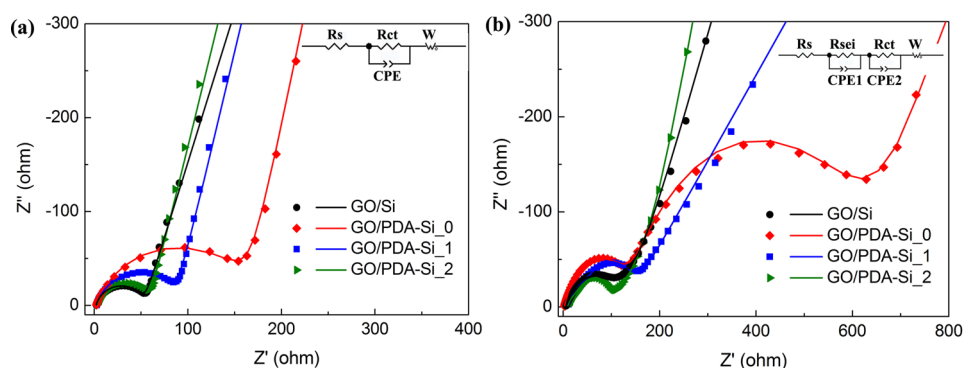 (a)
-300
-200
-100
0
Z'' (ohm)
0 100 200 300 400
Z' (ohm)
Rs Rct W
CPE
GO/Si
GO/PDA-Si_0
GO/PDA-Si_1
GO/PDA-Si_2
(b)
-300
-200
-100
0
Z'' (ohm)
0 200 400 600 800
Z' (ohm)
Rs Rsei Rct W
CPE1 CPE2
GO/Si
GO/PDA-Si_0
GO/PDA-Si_1
GO/PDA-Si_2